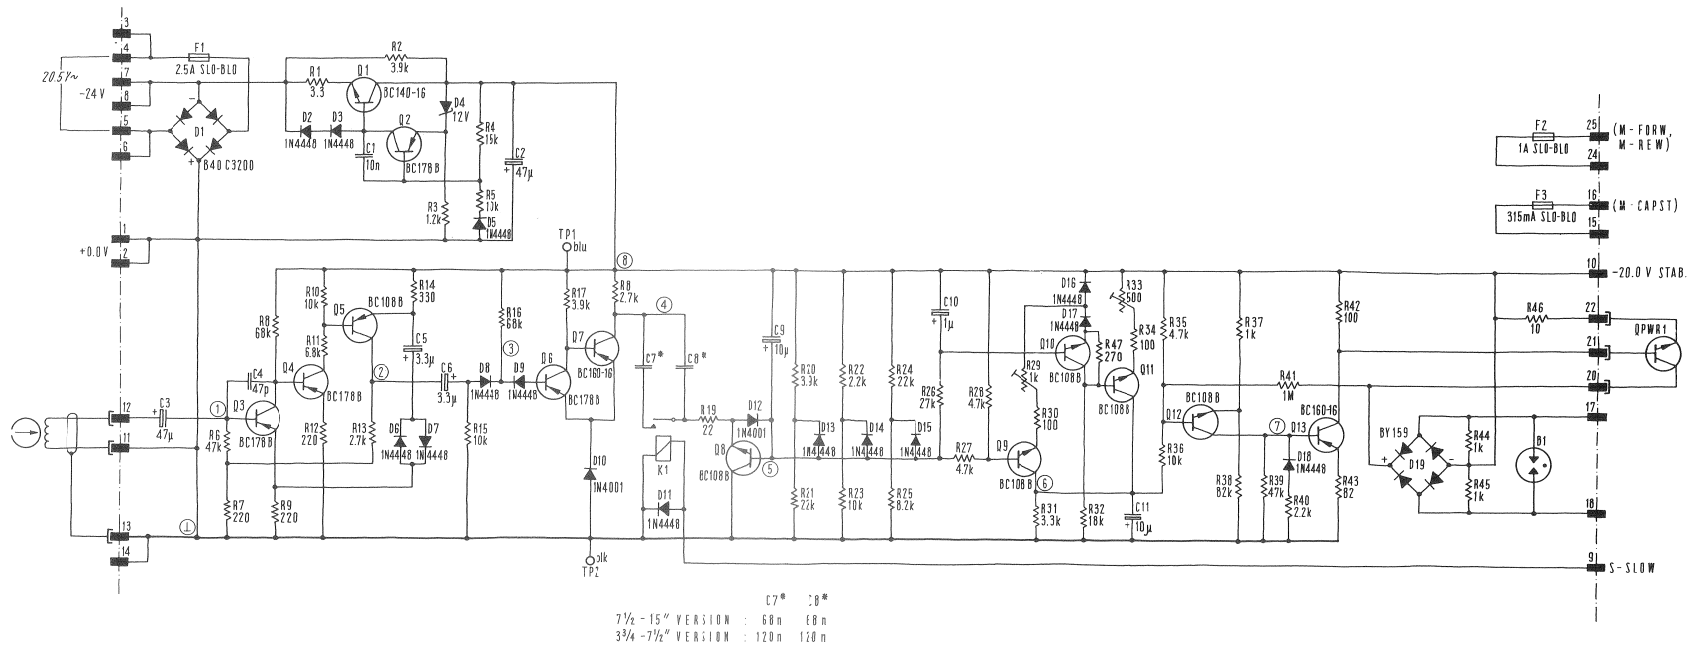 3
4
F1
2.5A SLO-BLO
20.5V~
7
-24V
8
5
6
D1
B40 C3200
-
+
R1
3.3
Q1
BC140-16
R2
3.9k
D2
1N4448
D3
1N4448
Q2
BC178B
C1
10n
D4
12V
R4
15k
C2
+ 47µ
R5
10k
D5
1N4448
R3
1.2k
1
+0.0V
2
TP1
blu
8
12
11
13
14
C3
+
47µ
1
C4
47p
R6
47k
R7
220
⊥
Q3
BC178B
R8
68k
R9
220
Q4
BC178B
R10
10k
R11
6.8k
R12
220
Q5
BC108B
2
R13
2.7k
R14
330
C5
+ 3.3µ
D6
1N4448
D7
C6
+
3.3µ
R15
10k
D8
1N4448
R16
68k
3
D9
1N4448
Q6
BC178B
R17
3.9k
Q7
BC160-16
R8
2.7k
4
C7*
C8*
D10
1N4001
blk
TP2
K1
D11
1N4448
R19
22
D12
1N4001
Q8
BC108B
5
C9
+ 10µ
R20
3.9k
R21
22k
D13
1N4448
R22
2.2k
R23
10k
D14
1N4448
R24
22k
R25
8.2k
D15
1N4448
C10
+ 1µ
R26
27k
R27
4.7k
R28
4.7k
Q9
BC108B
R29
1k
R30
100
6
R31
3.3k
D16
1N4448
D17
1N4448
Q10
BC108B
R32
18k
R33
500
R34
100
R47
270
Q11
BC108B
C11
+ 10µ
R35
4.7k
R36
10k
Q12
BC108B
R37
1k
R38
82k
R39
47k
7
D18
1N4448
R40
2.2k
R41
1M
Q13
BC160-16
R42
100
R43
82
BY159
+
D19
-
R44
1k
R45
1k
B1
R46
10
QPWR1
F2
1A SLO-BLO
25
24
(M-FORW,
M-REW)
F3
315mA SLO-BLO
16
15
(M-CAPST)
10
-20.0 V STAB.
22
21
20
17
18
9
S-SLOW
C7* C8*
7½ -15" VERSION : 68n 68n
3¾ -7½" VERSION : 120n 120n